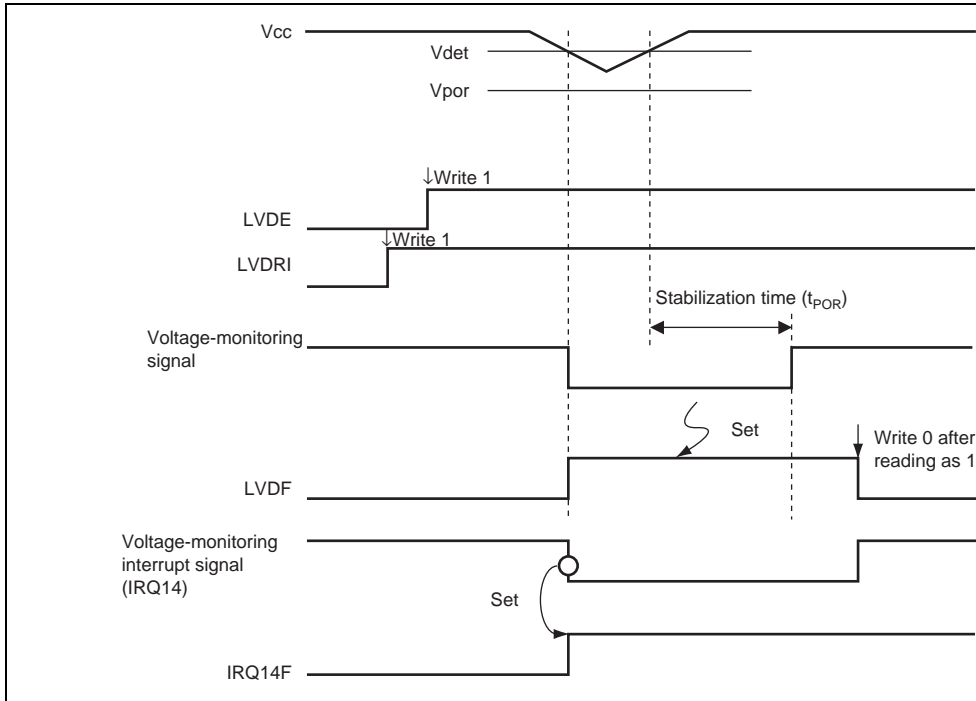 Vcc
Vdet
Vpor
↓Write 1
LVDE
↓Write 1
LVDRI
Stabilization time (tPOR)
Voltage-monitoring
signal
Set
Write 0 after
reading as 1
LVDF
Voltage-monitoring
interrupt signal
(IRQ14)
Set
IRQ14F